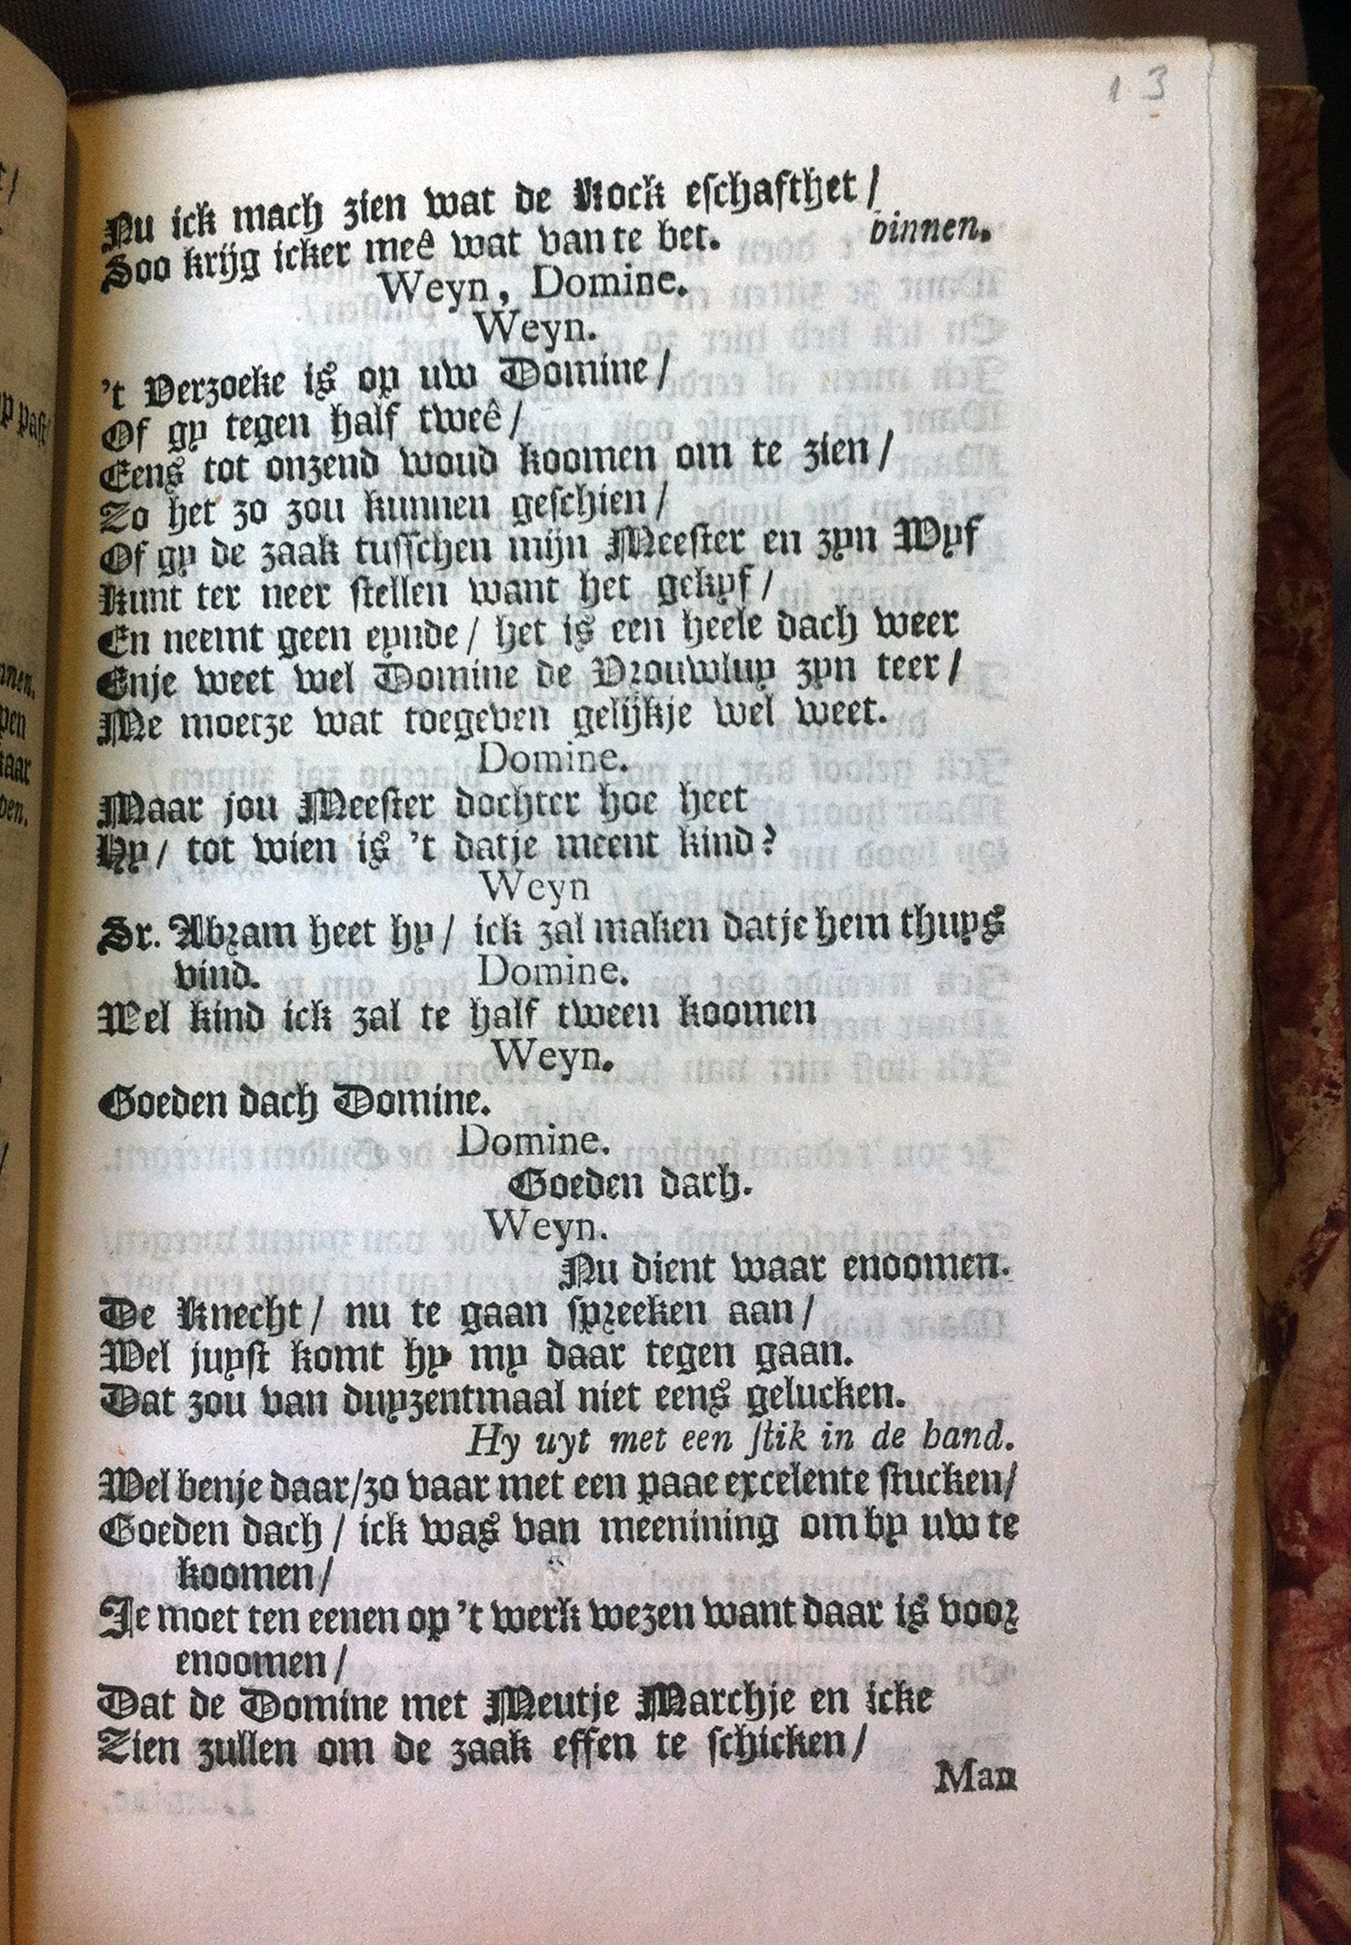 13
Nu ick mach zien wat de Kock eschafthet /
Soo krijg icker meê wat van te bet. binnen.
Weyn, Domine.
Weyn.
't Verzoeke is op uw Domine /
Of gy tegen half tweê /
Eens tot onzend woud koomen om te zien /
Zo het zo zou kunnen geschien /
Of gy de zaak tusschen mijn Meester en zyn Wyf
Kunt ter neer stellen want het gekyf /
En neemt geen eynde / het is een heele dach weer
Enje weet wel Domine de Vrouwluy zyn teer /
Me moetze wat toegeven gelijkje wel weet.
Domine.
Maar jou Meester dochter hoe heet
Hy / tot wien is 't datje meent kind?
Weyn
Sr. Abram heet hy / ick zal maken datje hem thuys
vind. Domine.
Wel kind ick zal te half tween koomen
Weyn.
Goeden dach Domine.
Domine.
Goeden dach.
Weyn.
Nu dient waar enoomen.
De Knecht / nu te gaan spreeken aan /
Wel juyst komt hy my daar tegen gaan.
Dat zou van duyzentmaal niet eens gelucken.
Hy uyt met een stik in de hand.
Wel benje daar / zo vaar met een paae excelente stucken /
Goeden dach / ick was van meenining om by uw te
koomen /
Je moet ten eenen op 't werk wezen want daar is voor
enoomen /
Dat de Domine met Meutje Marchje en icke
Zien zullen om de zaak effen te schicken /
Man